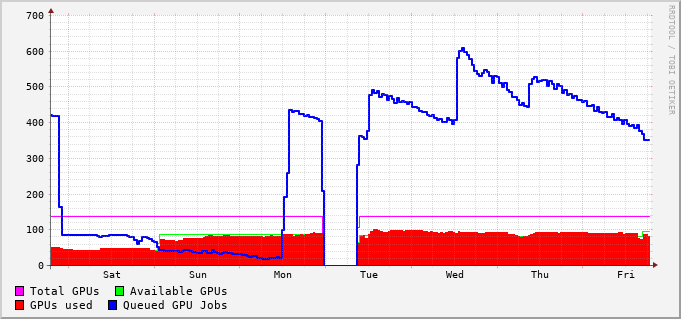 700
600
500
400
300
200
100
0
Sat Sun Mon Tue Wed Thu Fri
Total GPUs Available GPUs
GPUs used Queued GPU Jobs
RRDTOOL / TOBI OETIKER